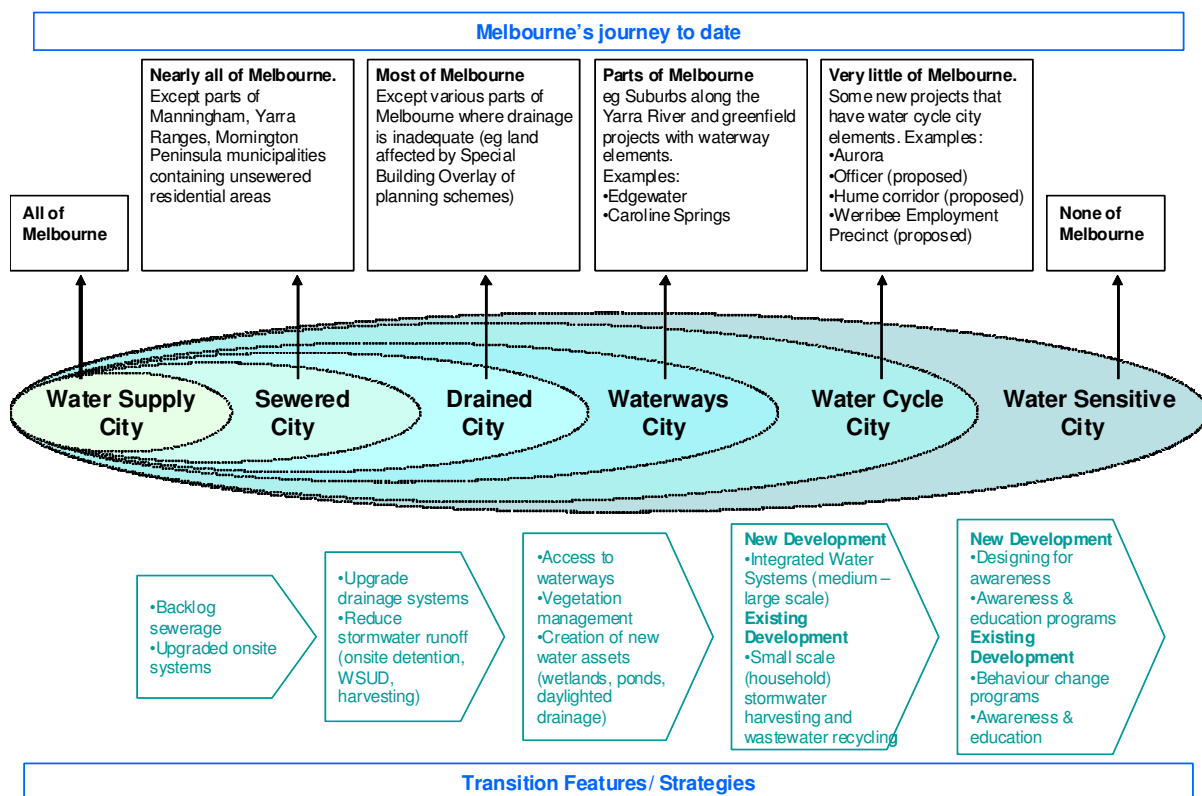 Melbourne's journey to date
All of
Melbourne
Nearly all of Melbourne.
Except parts of
Manningham, Yarra
Ranges, Mornington
Peninsula municipalities
containing unsewered
residential areas
Most of Melbourne
Except various parts of
Melbourne where drainage
is inadequate (eg land
affected by Special
Building Overlay of
planning schemes)
Parts of Melbourne
eg Suburbs along the
Yarra River and greenfield
projects with waterway
elements.
Examples:
•Edgewater
•Caroline Springs
Very little of Melbourne.
Some new projects that
have water cycle city
elements. Examples:
•Aurora
•Officer (proposed)
•Hume corridor (proposed)
•Werribee Employment
Precinct (proposed)
None of
Melbourne
Water Supply
City
Sewered
City
Drained
City
Waterways
City
Water Cycle
City
Water Sensitive
City
•Backlog
sewerage
•Upgraded onsite
systems
•Upgrade
drainage systems
•Reduce
stormwater runoff
(onsite detention,
WSUD,
harvesting)
•Access to
waterways
•Vegetation
management
•Creation of new
water assets
(wetlands, ponds,
daylighted
drainage)
New Development
•Integrated Water
Systems (medium –
large scale)
Existing
Development
•Small scale
(household)
stormwater
harvesting and
wastewater recycling
New Development
•Designing for
awareness
•Awareness &
education programs
Existing
Development
•Behaviour change
programs
•Awareness &
education
Transition Features/ Strategies